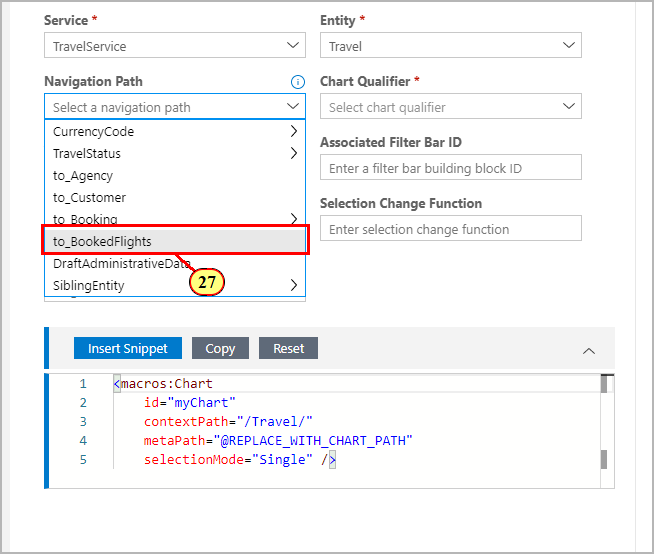 Service *
Entity *
TravelService
Travel
Navigation Path
Chart Qualifier *
Select a navigation path
Select chart qualifier
CurrencyCode
TravelStatus
to_Agency
to_Customer
to_Booking
to_BookedFlights
DraftAdministrativeData
SiblingEntity
27
Associated Filter Bar ID
Enter a filter bar building block ID
Selection Change Function
Enter selection change function
Insert Snippet
Copy
Reset
1 <macros:Chart
2 id="myChart"
3 contextPath="/Travel/"
4 metaPath="@REPLACE_WITH_CHART_PATH"
5 selectionMode="Single" />